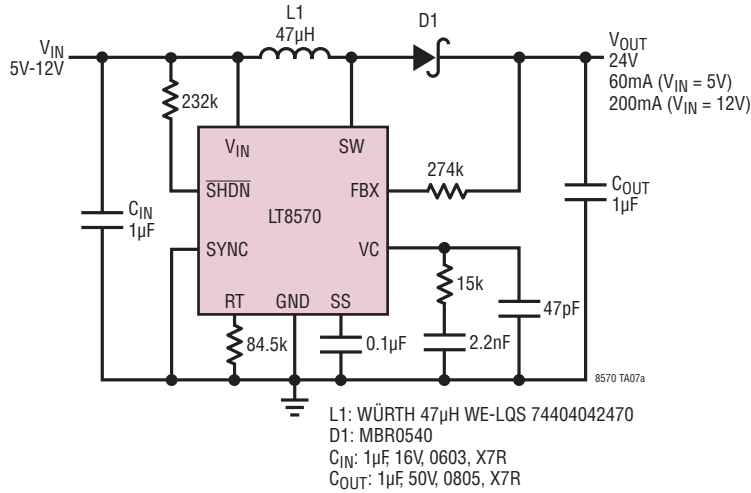 L1
47µH
D1
VIN
5V-12V
VOUT
24V
60mA (VIN = 5V)
200mA (VIN = 12V)
232k
VIN
SW
274k
SHDN
FBX
CIN
1µF
LT8570
COUT
1µF
SYNC
VC
15k
47pF
RT
GND
SS
84.5k
0.1µF
2.2nF
8570 TA07a
L1: WÜRTH 47µH WE-LQS 74404042470
D1: MBR0540
CIN: 1µF, 16V, 0603, X7R
COUT: 1µF, 50V, 0805, X7R